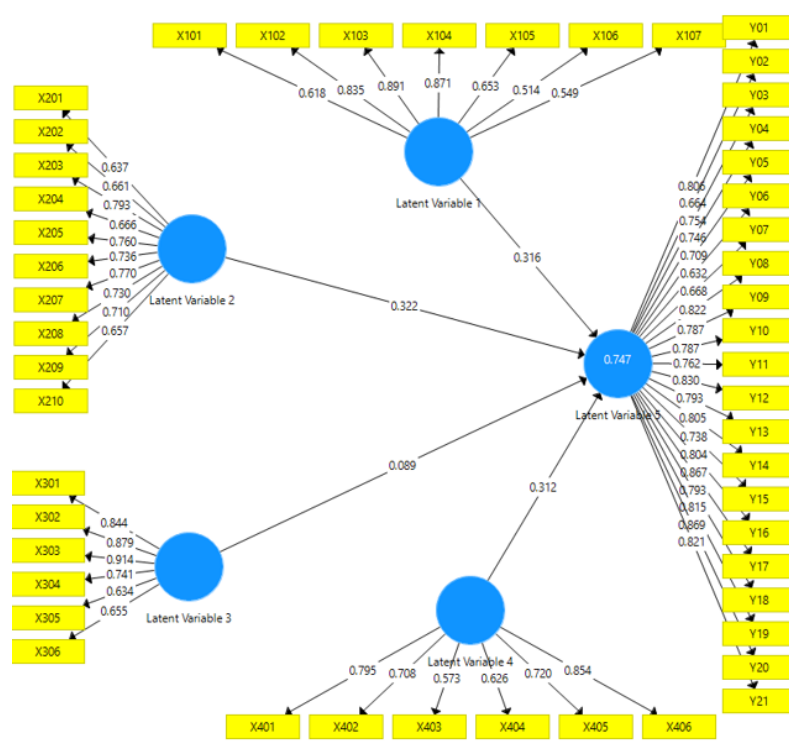 X101
X102
X103
X104
X105
X106
X107
0.618
0.835
0.891
0.871
0.653
0.514
0.549
Latent Variable 1
X201
X202
X203
X204
X205
X206
X207
X208
X209
X210
0.637
0.661
0.793
0.666
0.760
0.736
0.770
0.730
0.710
0.657
Latent Variable 2
0.316
0.322
0.089
0.312
X301
X302
X303
X304
X305
X306
0.844
0.879
0.914
0.741
0.634
0.655
Latent Variable 3
Latent Variable 4
0.795
0.708
0.573
0.626
0.720
0.854
X401
X402
X403
X404
X405
X406
0.747
Latent Variable 5
0.806
0.664
0.754
0.746
0.709
0.632
0.668
0.822
0.787
0.787
0.762
0.830
0.793
0.805
0.738
0.804
0.867
0.793
0.815
0.869
0.821
Y01
Y02
Y03
Y04
Y05
Y06
Y07
Y08
Y09
Y10
Y11
Y12
Y13
Y14
Y15
Y16
Y17
Y18
Y19
Y20
Y21